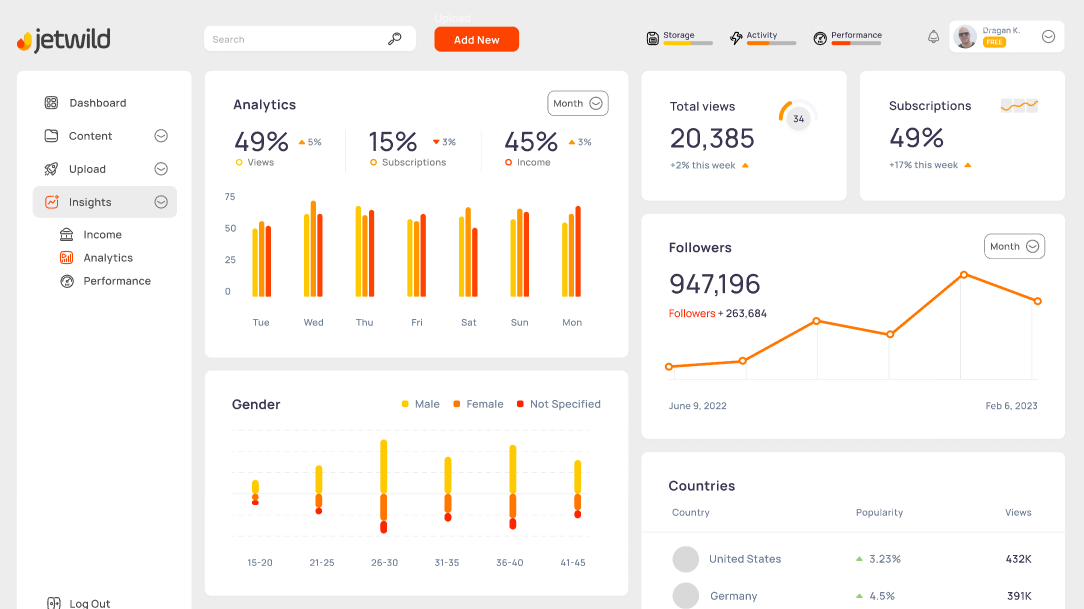 jetwild
Search
Upload
Add New
Storage
Activity
Performance
Dragan K.
FREE
Dashboard
Content
Upload
Insights
Income
Analytics
Performance
Log Out
Analytics
Month
49% 5%
Views
15% 3%
Subscriptions
45% 3%
Income
75
50
25
0
Tue Wed Thu Fri Sat Sun Mon
Gender
Male Female Not Specified
15-20 21-25 26-30 31-35 36-40 41-45
Total views
20,385
+2% this week
34
Subscriptions
49%
+17% this week
Followers
Month
947,196
Followers + 263,684
June 9, 2022 Feb 6, 2023
Countries
Country Popularity Views
United States 3.23% 432K
Germany 4.5% 391K